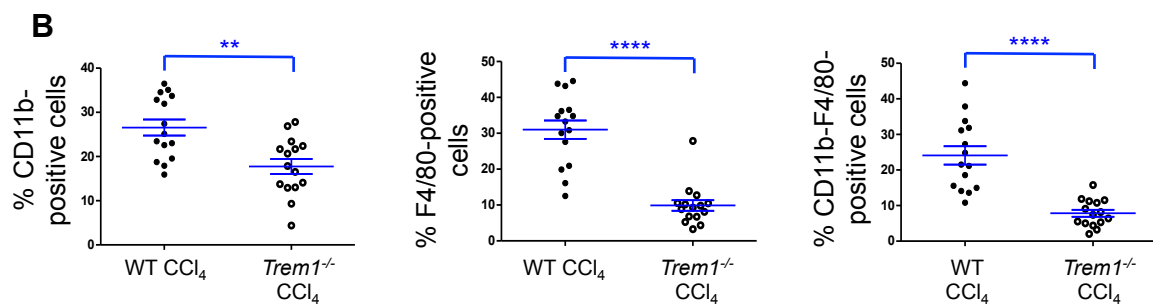 B
**
% CD11b-
positive cells
40
30
20
10
0
WT CCl₄
Trem1⁻/⁻
CCl₄
****
% F4/80-positive
cells
50
40
30
20
10
0
WT CCl₄
Trem1⁻/⁻
CCl₄
****
% CD11b-F4/80-
positive cells
50
40
30
20
10
0
WT
CCl₄
Trem1⁻/⁻
CCl₄